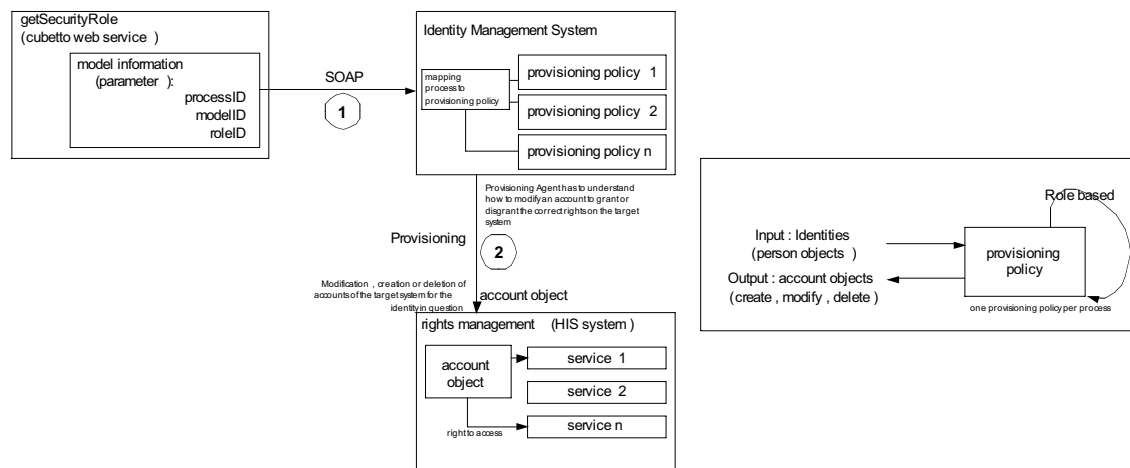 getSecurityRole
(cubetto web service )
model information
(parameter ):
processID
modelID
roleID
SOAP
1
Identity Management System
mapping
process to
provisioning policy
provisioning policy 1
provisioning policy 2
provisioning policy n
Provisioning Agent has to understand
how to modify an account to grant or
disgrant the correct rights on the target
system
Provisioning
2
Modification , creation or deletion of
accounts of the target system for the
identity in question
account object
rights management (HIS system )
account
object
service 1
service 2
service n
right to access
Role based
Input : Identities
(person objects )
provisioning
policy
Output : account objects
(create , modify , delete )
one provisioning policy per process